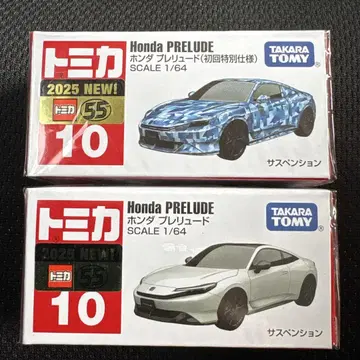 トミカ
2025 NEW!
トミカ 55
10
Honda PRELUDE
ホンダ プレリュード(初回特別仕様)
SCALE 1/64
TAKARA TOMY
サスペンション
トミカ
2025 NEW!
トミカ 55
10
Honda PRELUDE
ホンダ プレリュード
SCALE 1/64
TAKARA TOMY
サスペンション